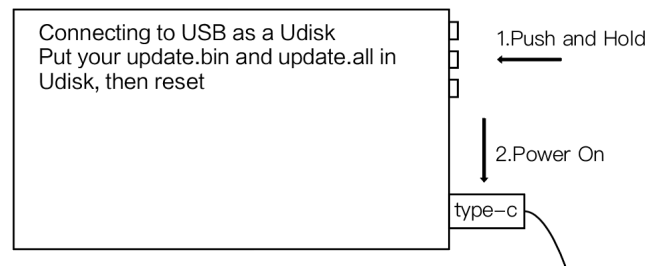 Connecting to USB as a Udisk
Put your update.bin and update.all in
Udisk, then reset
1.Push and Hold
2.Power On
type-c